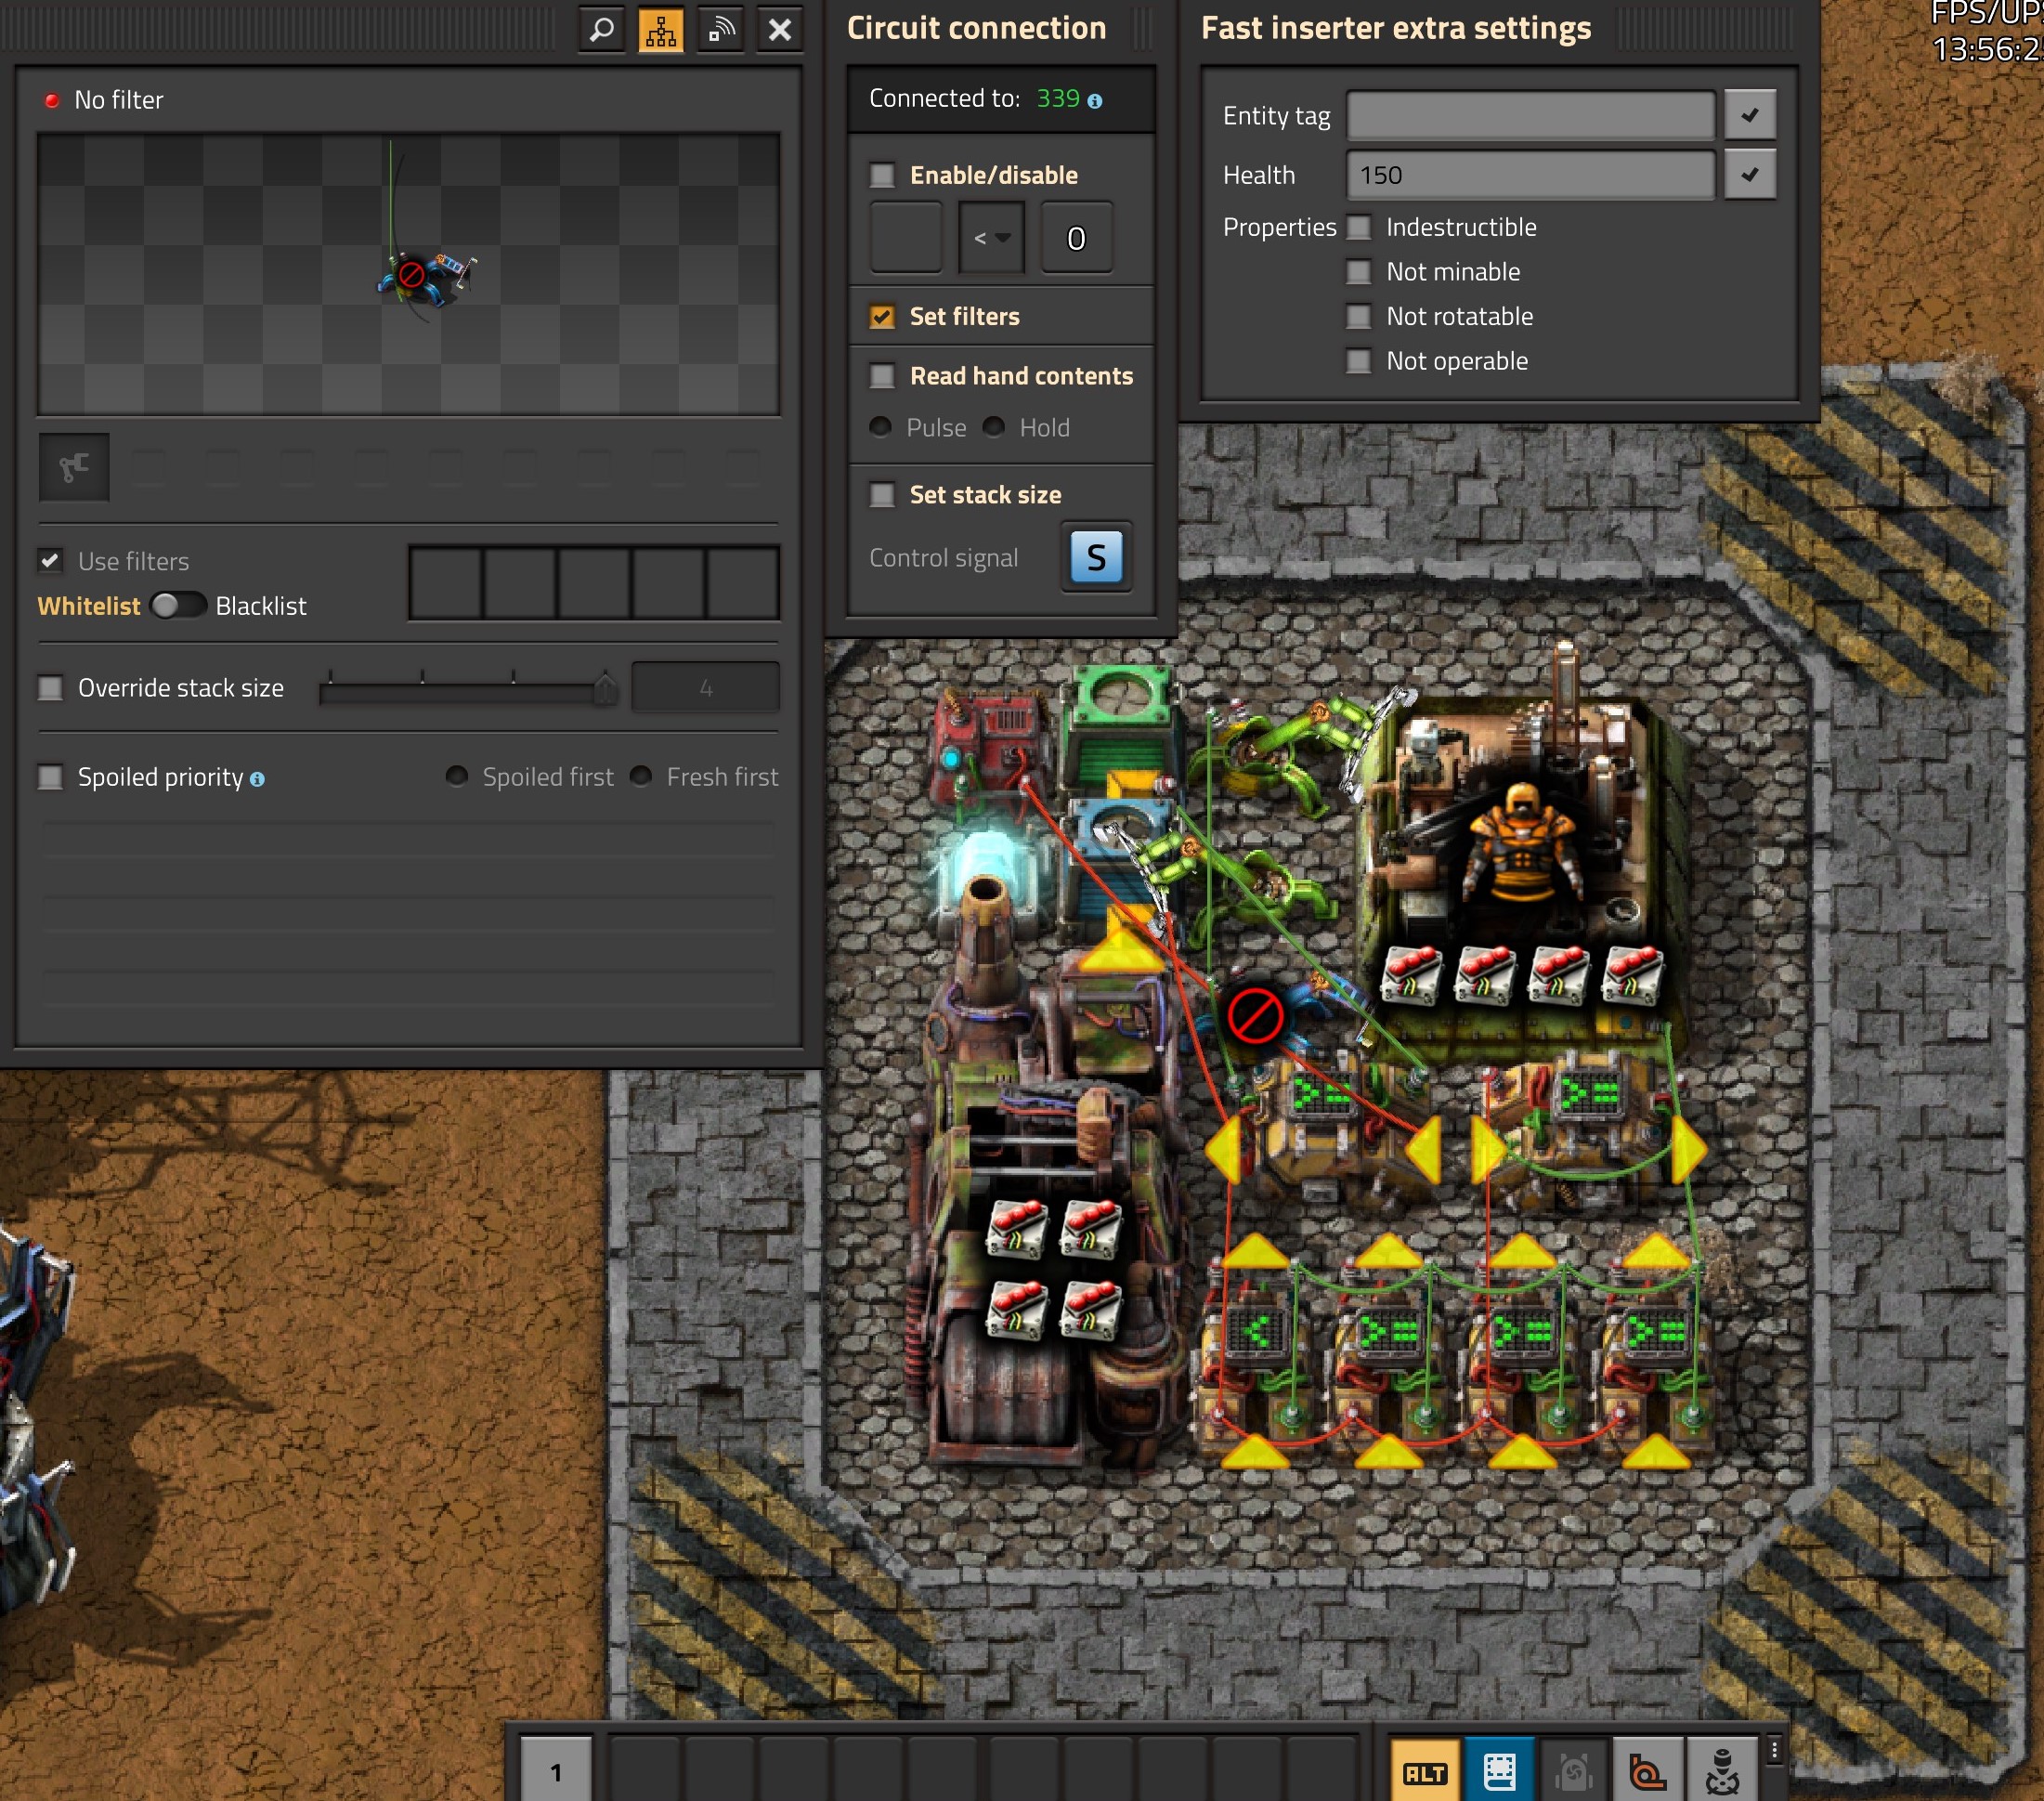 No filter
Use filters
Whitelist Blacklist
Override stack size 4
Spoiled priority Spoiled first Fresh first
Circuit connection
Connected to: 339
Enable/disable
< 0
Set filters
Read hand contents
Pulse Hold
Set stack size
Control signal S
Fast inserter extra settings
Entity tag
Health 150
Properties Indestructible
Not minable
Not rotatable
Not operable
FPS/UPS
13:56:2
>= >=
< >= >= >=
1
ALT